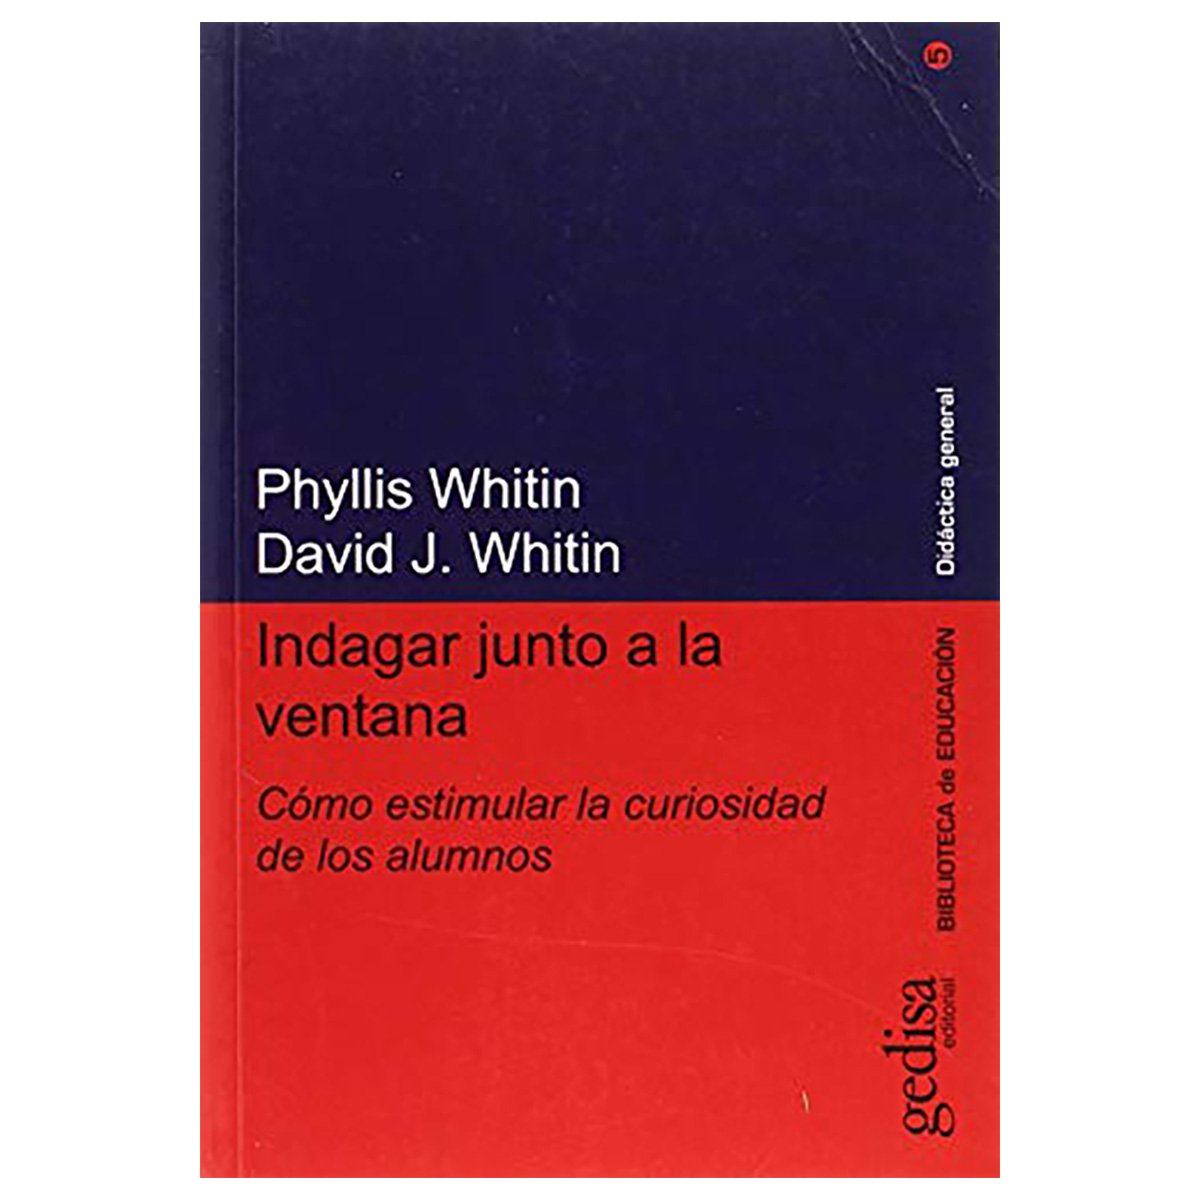 5
Phyllis Whitin
David J. Whitin
Didáctica general
Indagar junto a la
ventana
Cómo estimular la curiosidad
de los alumnos
BIBLIOTECA de EDUCACIÓN
gedisa
editorial